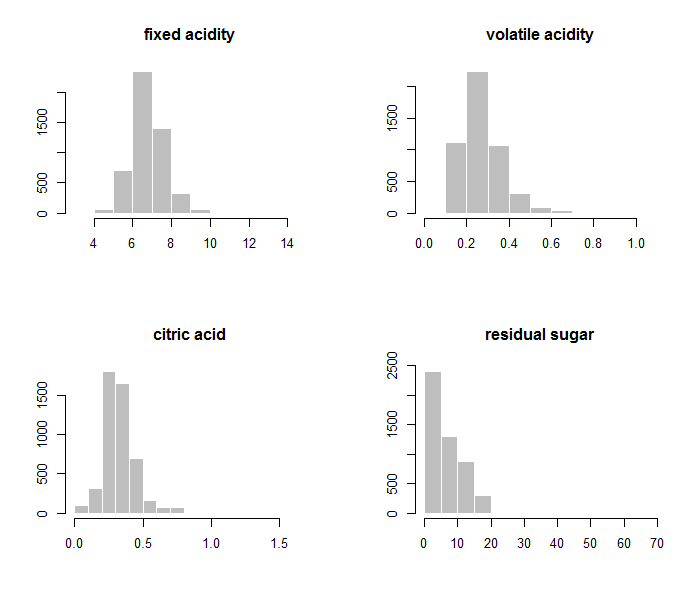 fixed acidity
1500
500
0
4 6 8 10 12 14
volatile acidity
1500
500
0
0.0 0.2 0.4 0.6 0.8 1.0
citric acid
1500
1000
500
0
0.0 0.5 1.0 1.5
residual sugar
2500
1500
500
0
0 10 20 30 40 50 60 70